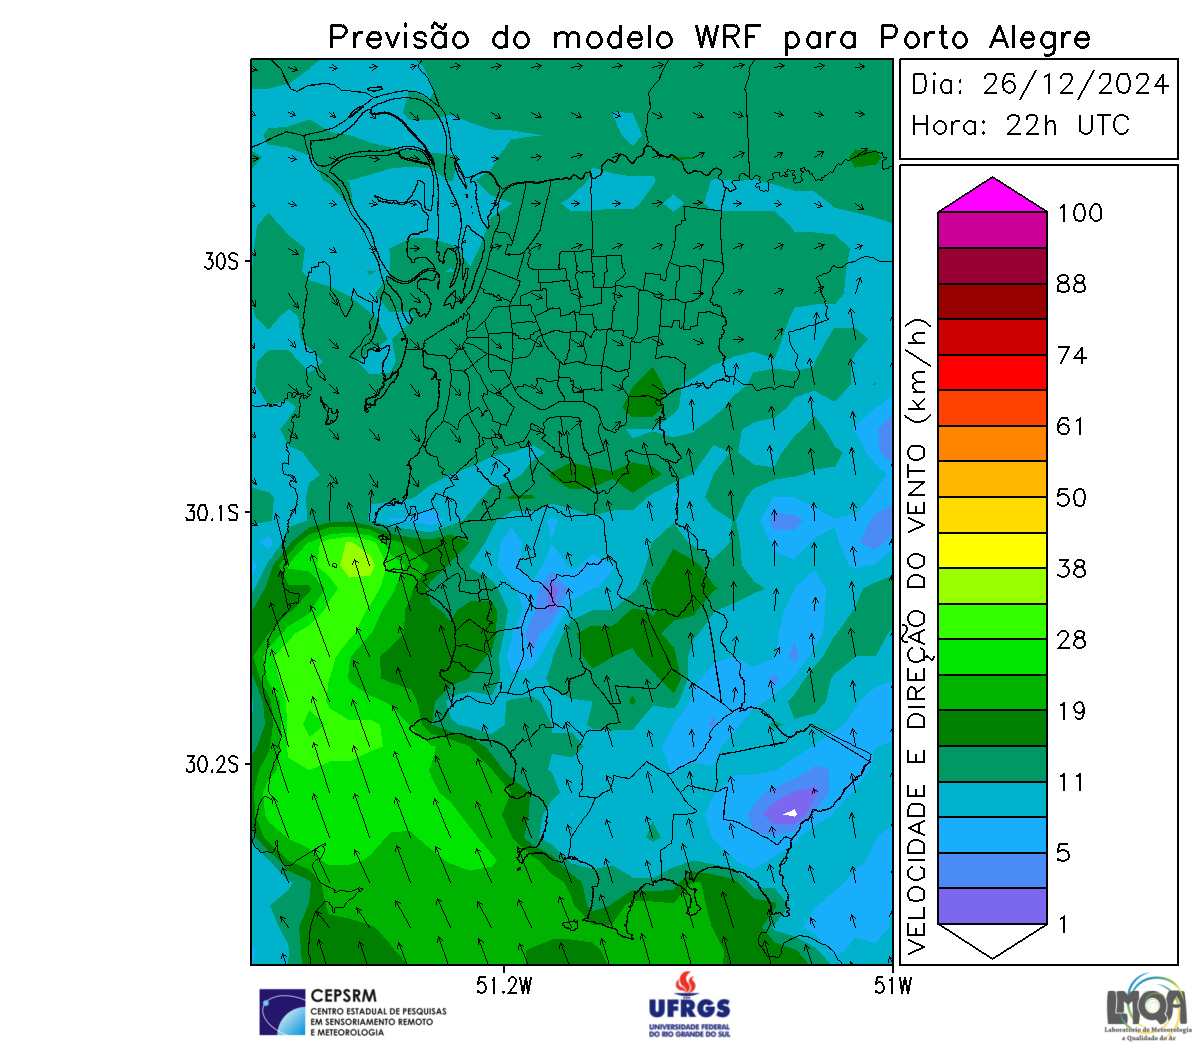 Previsão do modelo WRF para Porto Alegre
Dia: 26/12/2024
Hora: 22h UTC
30S
30.1S
30.2S
51.2W
51W
VELOCIDADE E DIREÇÃO DO VENTO (km/h)
100
88
74
61
50
38
28
19
11
5
1
CEPSRM
CENTRO ESTADUAL DE PESQUISAS
EM SENSORIAMENTO REMOTO
E METEOROLOGIA
UFRGS
UNIVERSIDADE FEDERAL
DO RIO GRANDE DO SUL
LMQA
Laboratório de Meteorologia
e Qualidade do Ar